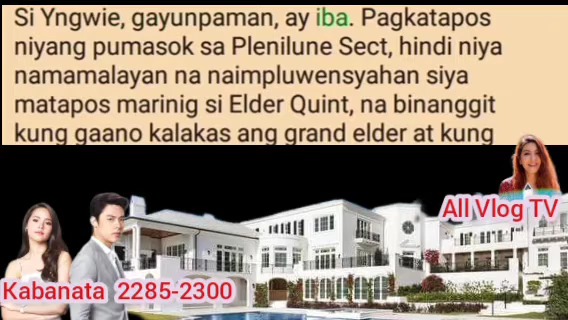 Si Yngwie, gayunpaman, ay iba. Pagkatapos
niyang pumasok sa Plenilune Sect, hindi niya
namamalayan na naimpluwensyahan siya
matapos marinig si Elder Quint, na binanggit
kung gaano kalakas ang grand elder at kung
All Vlog TV
Kabanata 2285-2300